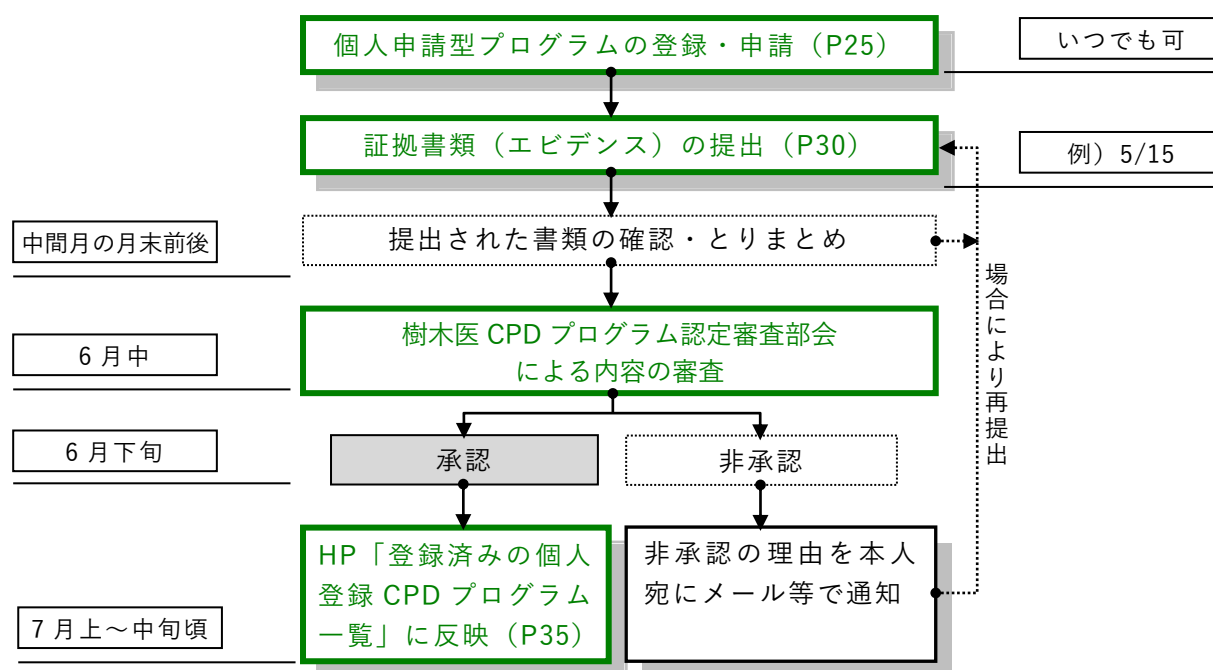 個人申請型プログラムの登録・申請（P25）
いつでも可
証拠書類（エビデンス）の提出（P30）
例）5/15
中間月の月末前後
提出された書類の確認・とりまとめ
場合により再提出
6月中
樹木医 CPD プログラム認定審査部会
による内容の審査
6月下旬
承認
非承認
HP「登録済みの個人
登録 CPD プログラム
一覧」に反映（P35）
非承認の理由を本人
宛にメール等で通知
7月上～中旬頃